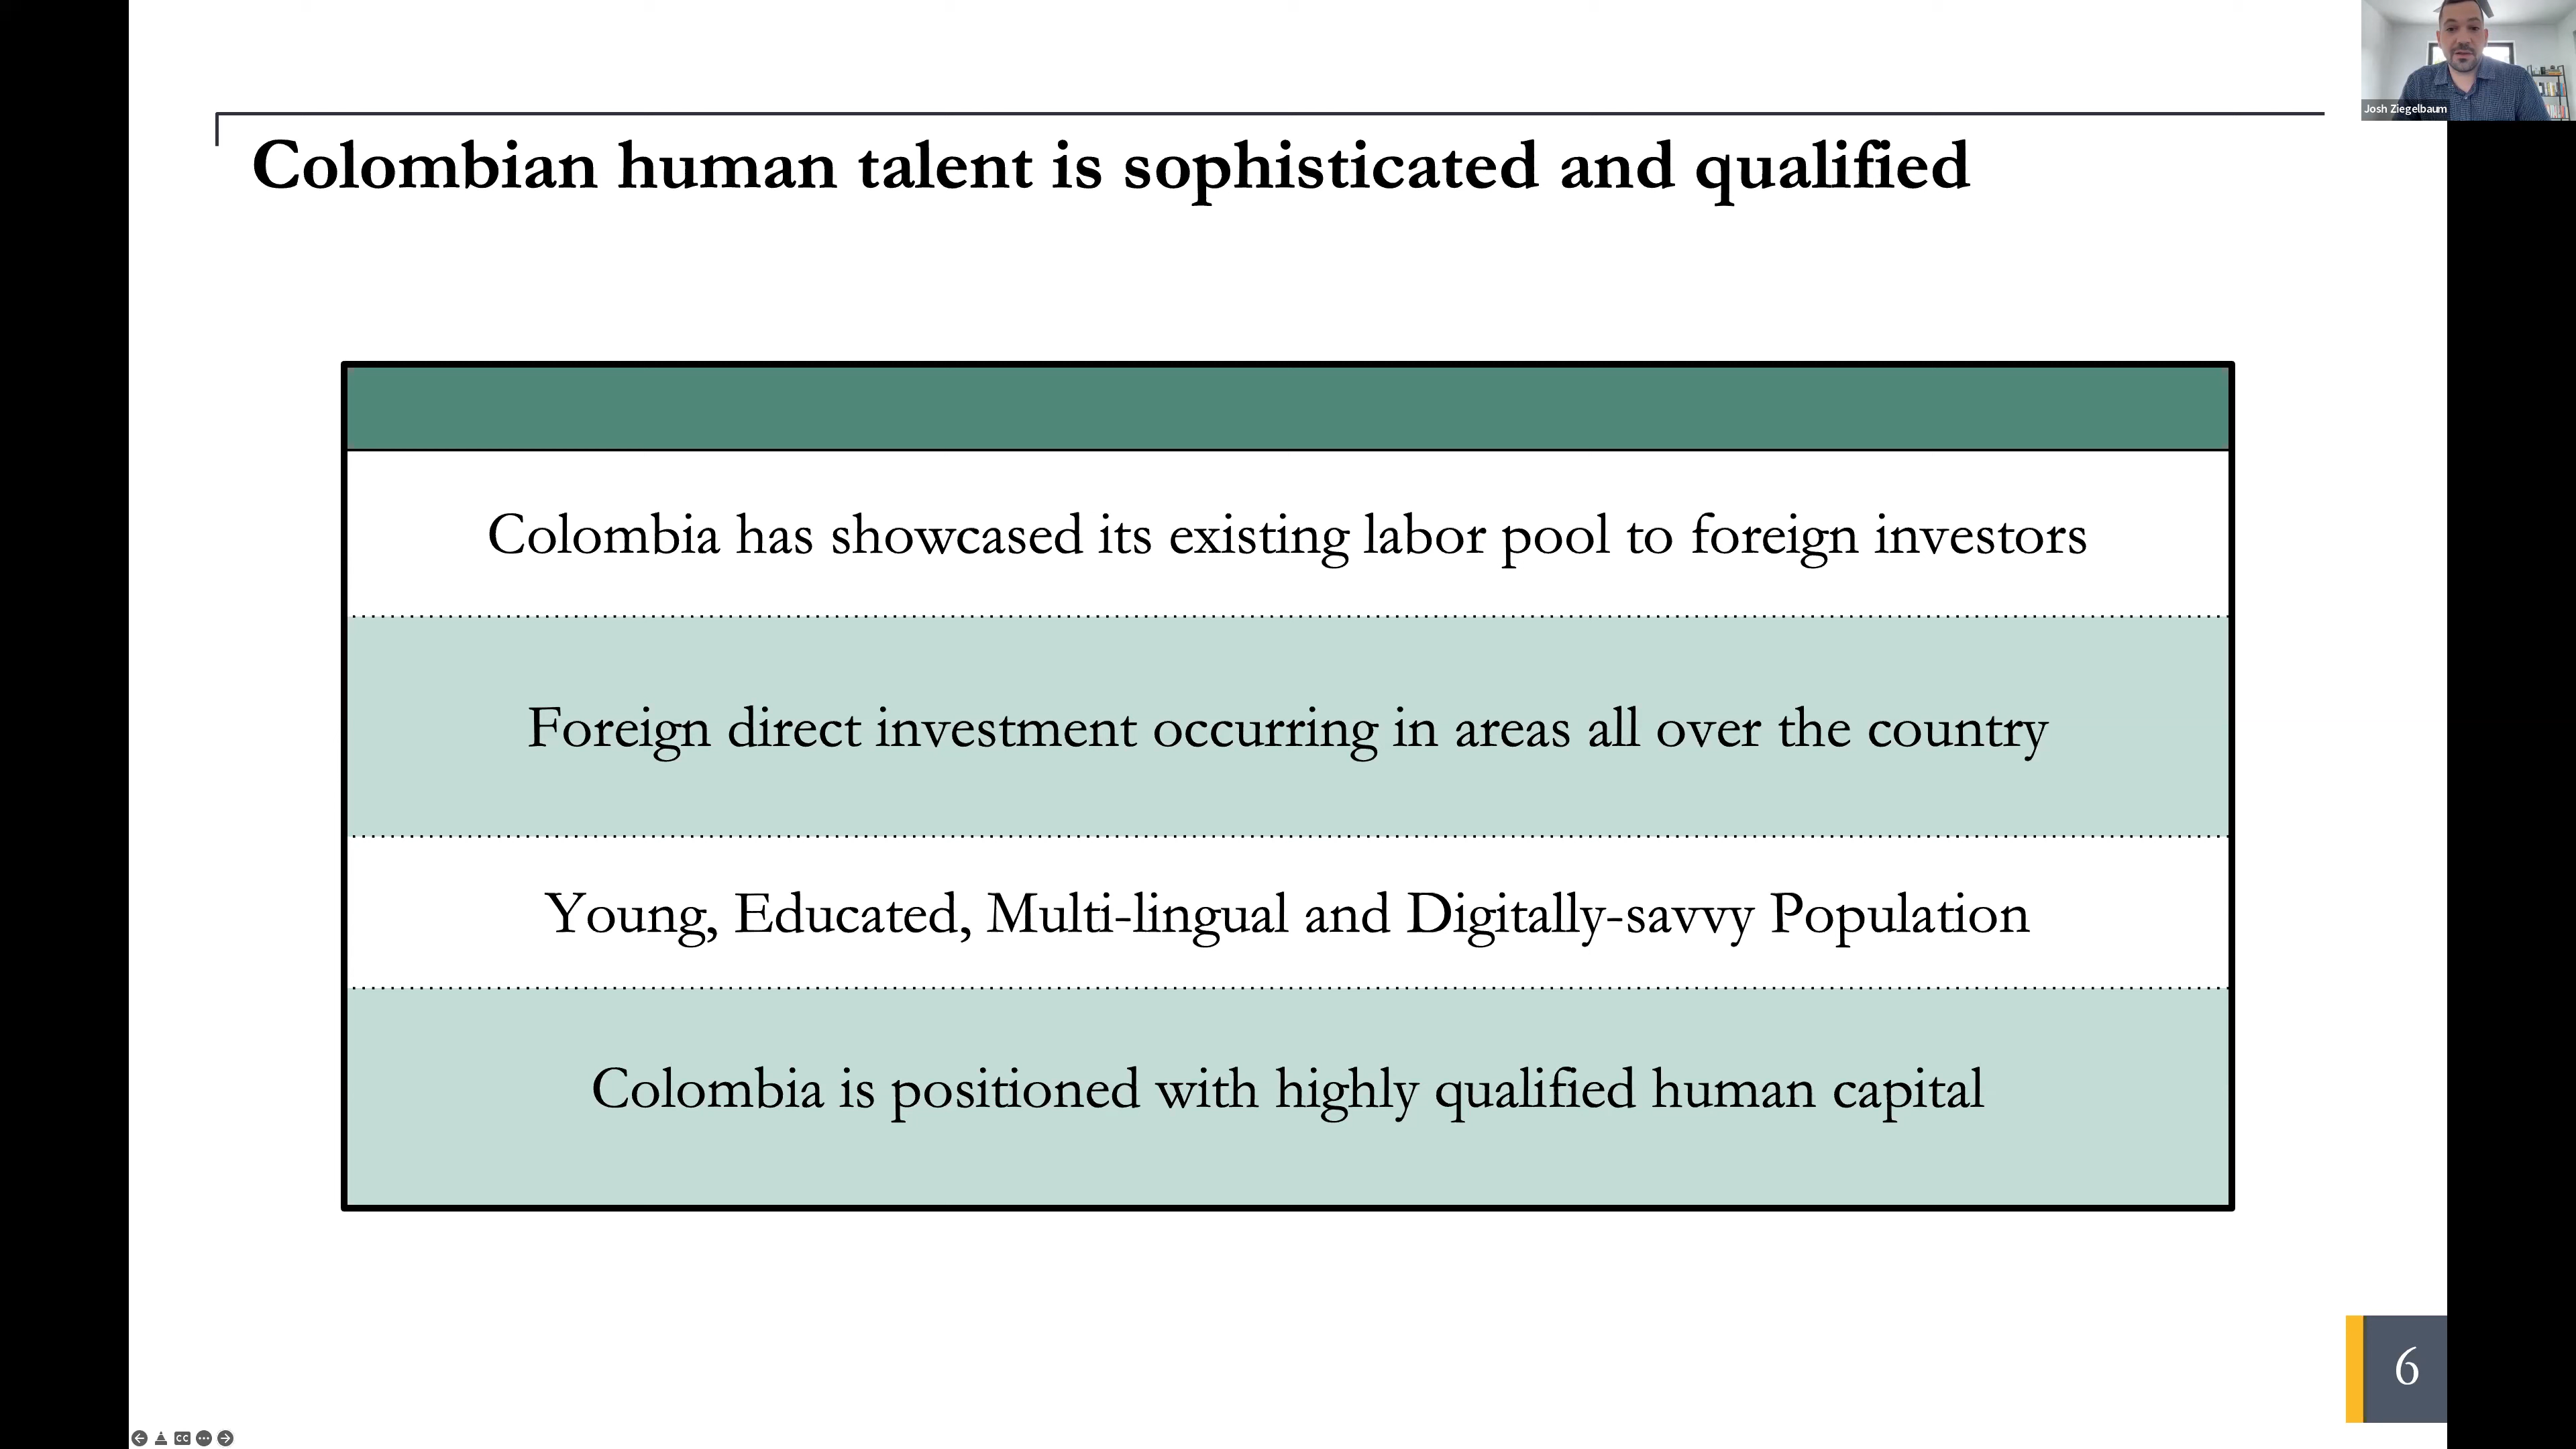 Josh Ziegelbaum
Colombian human talent is sophisticated and qualified
Colombia has showcased its existing labor pool to foreign investors
Foreign direct investment occurring in areas all over the country
Young, Educated, Multi-lingual and Digitally-savvy Population
Colombia is positioned with highly qualified human capital
6
CC